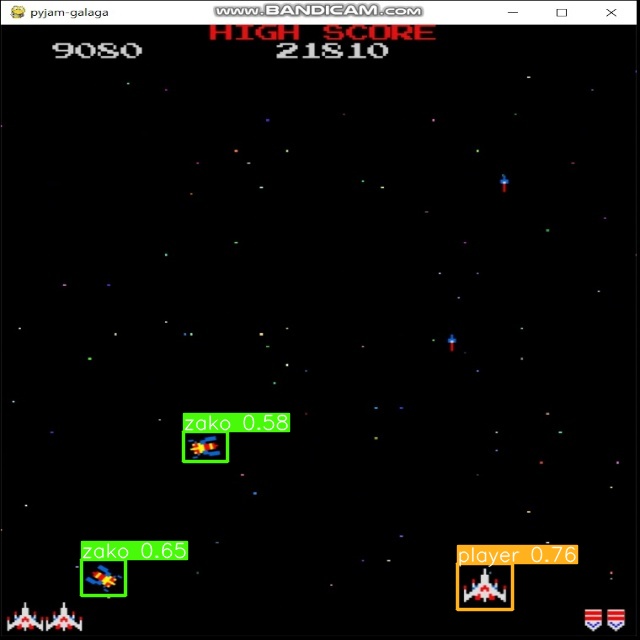 pyjam-galaga
www.BANDICAM.com
HIGH SCORE
9080 21810
zako 0.58
zako 0.65
player 0.76